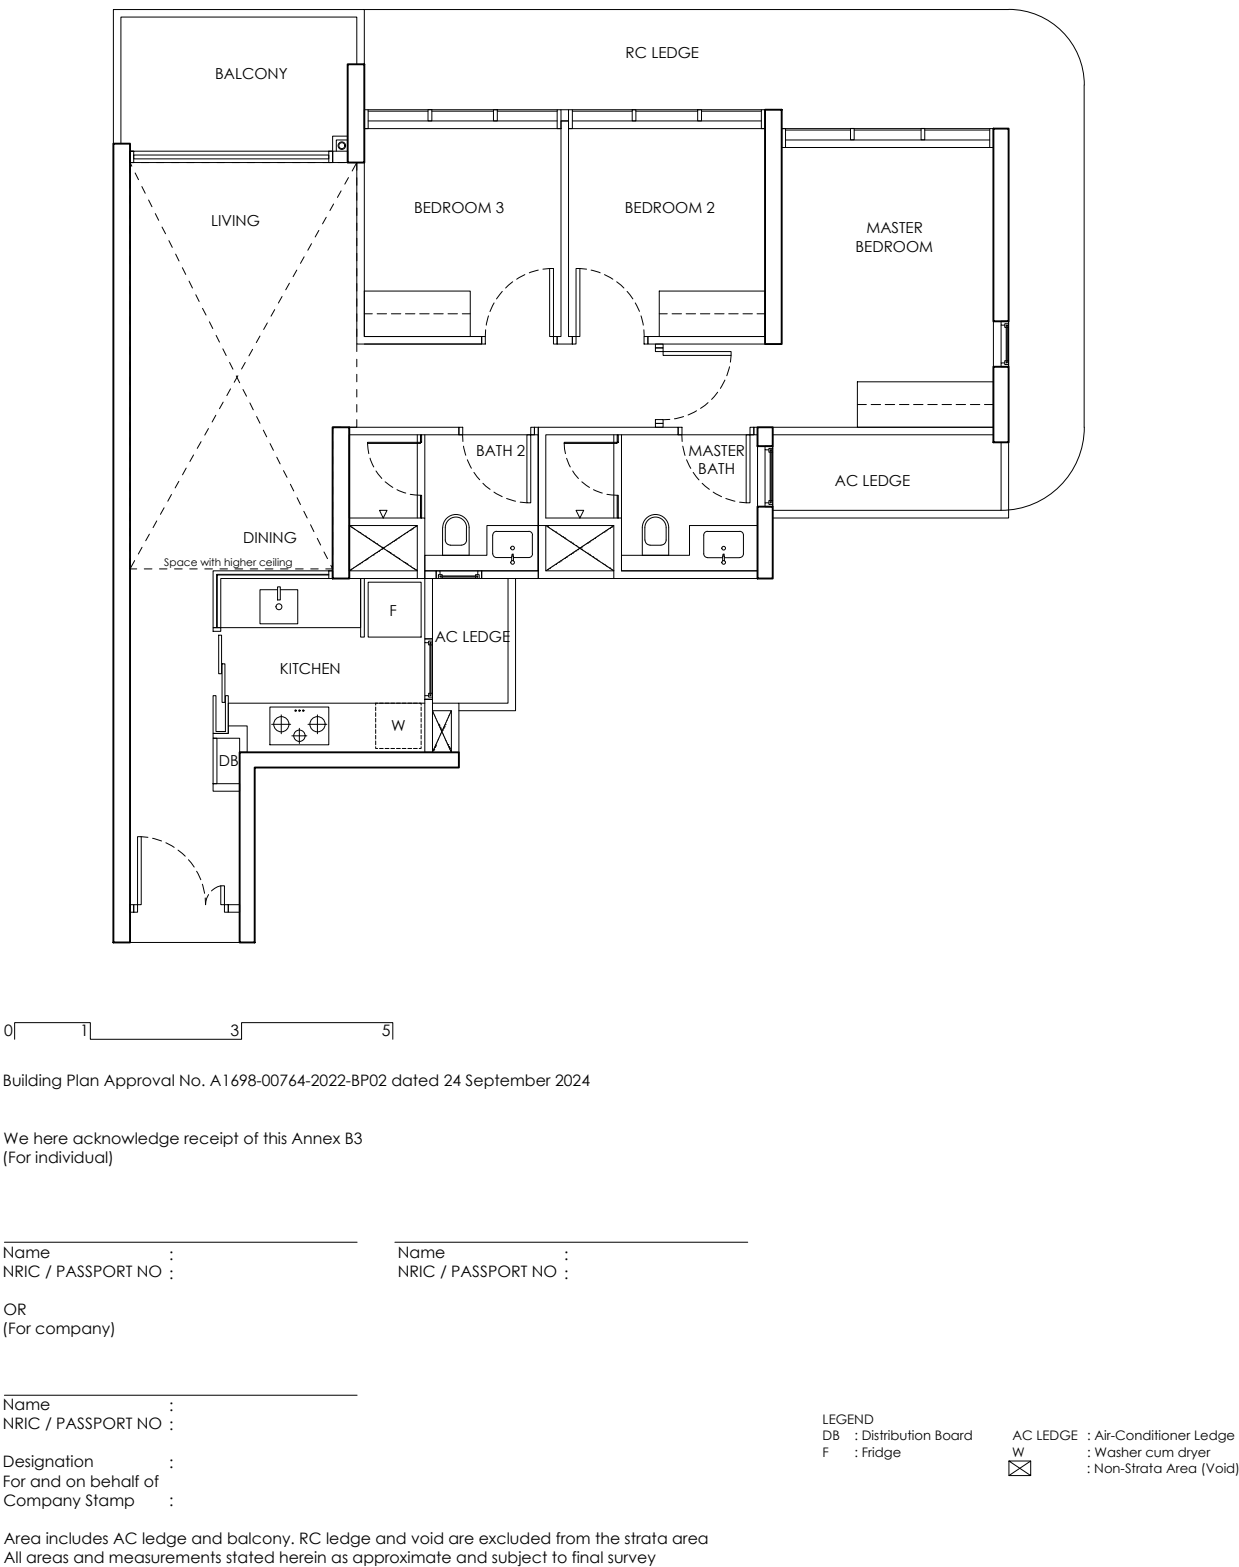 RC LEDGE
BALCONY
BEDROOM 3
BEDROOM 2
LIVING
MASTER
BEDROOM
BATH 2
MASTER
BATH
AC LEDGE
DINING
Space with higher ceiling
F
AC LEDGE
KITCHEN
W
DB
0 1 3 5
Building Plan Approval No. A1698-00764-2022-BP02 dated 24 September 2024
We here acknowledge receipt of this Annex B3
(For individual)
Name :
NRIC / PASSPORT NO :
Name :
NRIC / PASSPORT NO :
OR
(For company)
Name :
NRIC / PASSPORT NO :
Designation :
For and on behalf of
Company Stamp :
LEGEND
DB : Distribution Board
F : Fridge
AC LEDGE : Air-Conditioner Ledge
W : Washer cum dryer
: Non-Strata Area (Void)
Area includes AC ledge and balcony. RC ledge and void are excluded from the strata area
All areas and measurements stated herein as approximate and subject to final survey